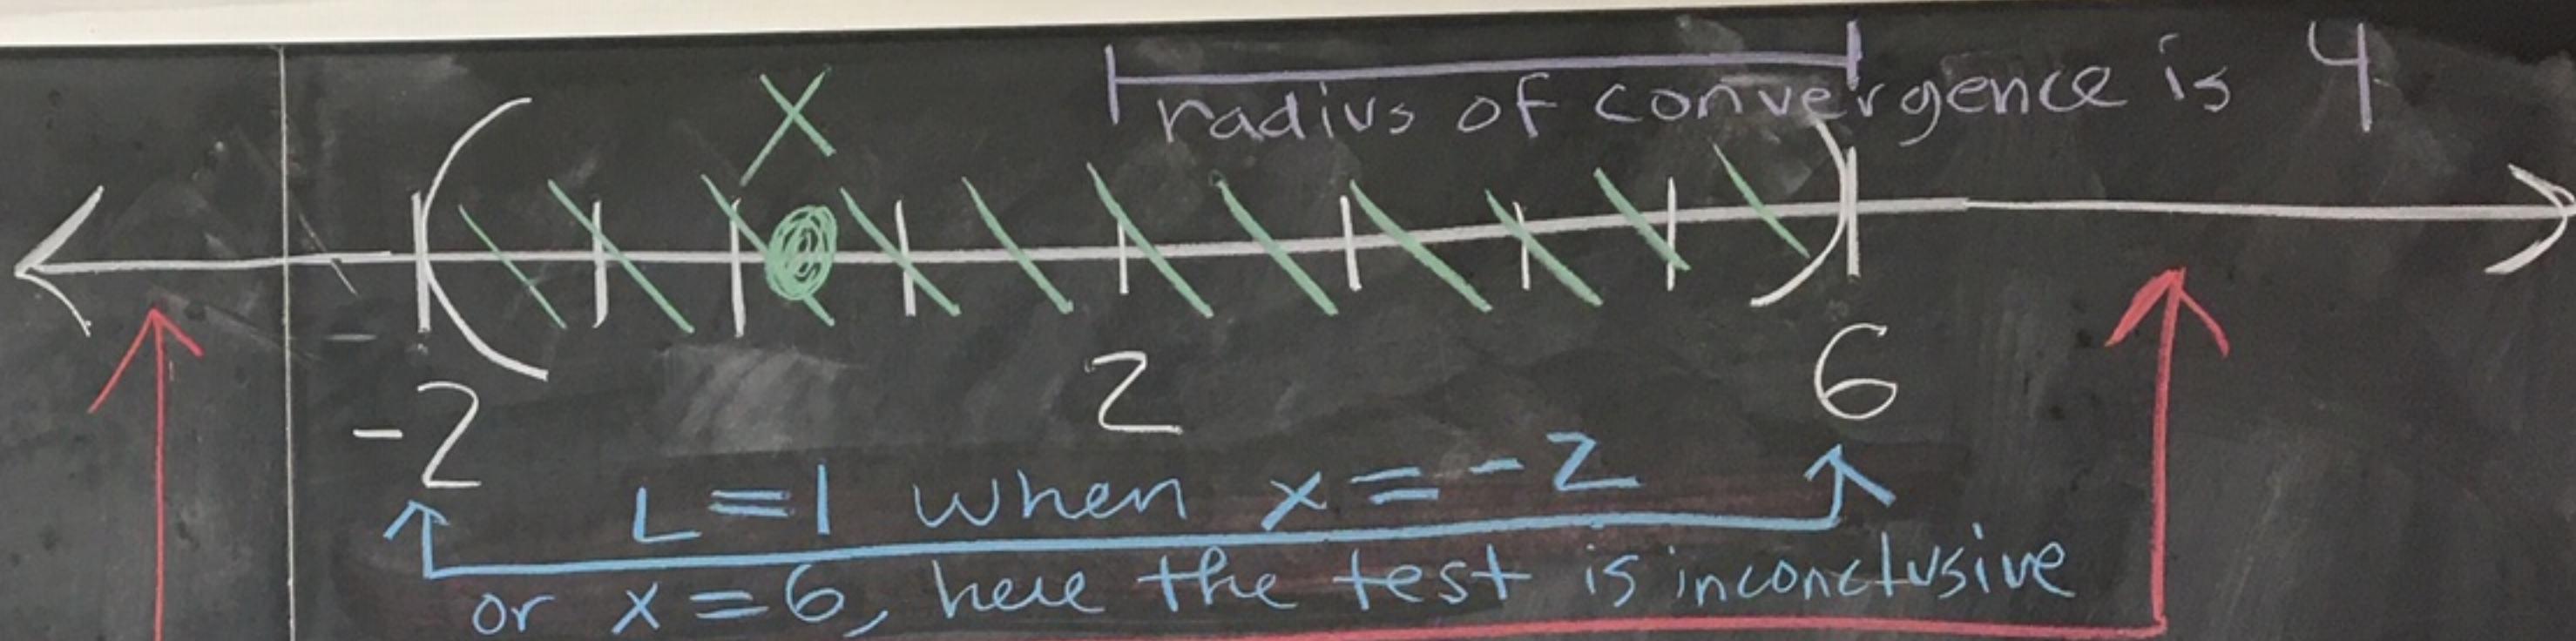 radius of convergence is 4
X
-2 2 6
L=1 when x=-2
or x=6, here the test is inconclusive